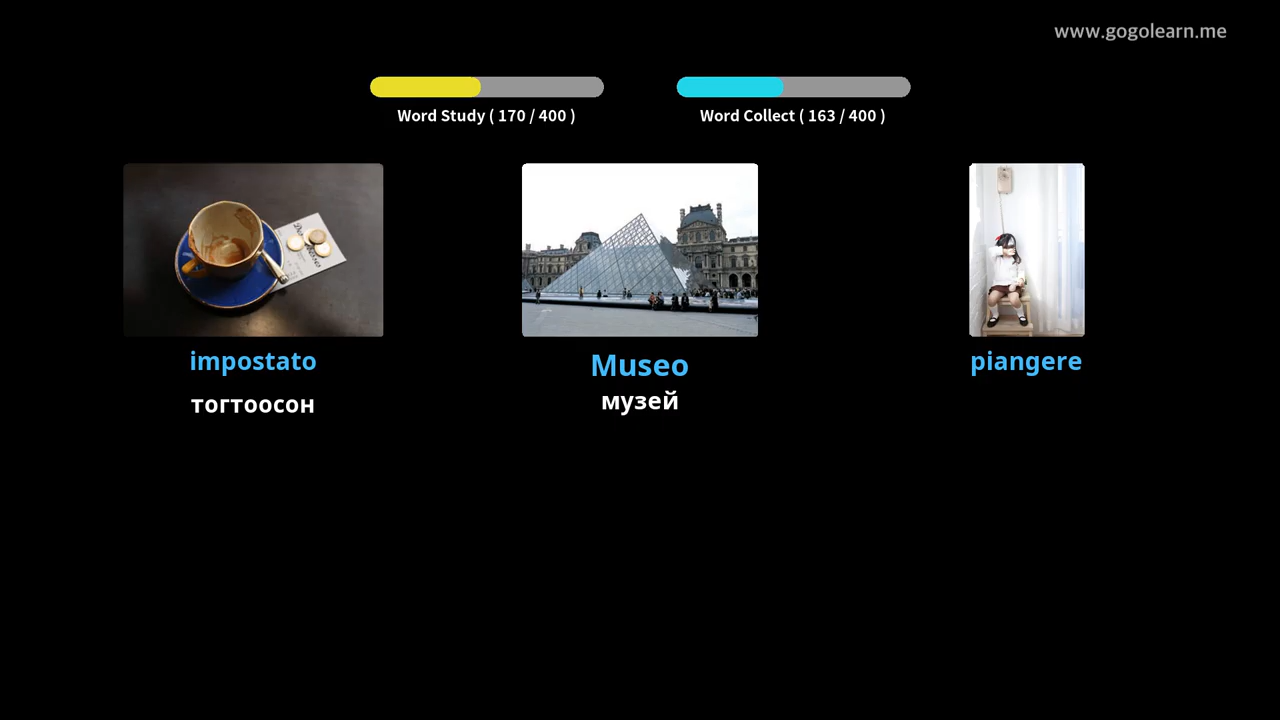 www.gogolearn.me
Word Study ( 170 / 400 )
Word Collect ( 163 / 400 )
impostato
Museo
piangere
тогтоосон
музей